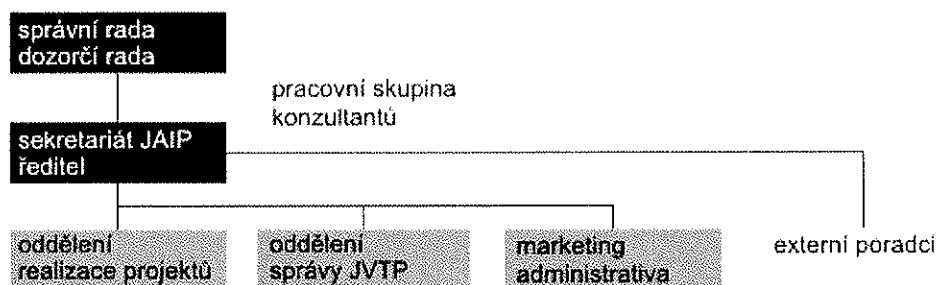 správní rada
dozorčí rada
pracovní skupina
konzultantů
sekretariát JAIP
ředitel
oddělení
realizace projektů
oddělení
správy JVTP
marketing
administrativa
externí poradci